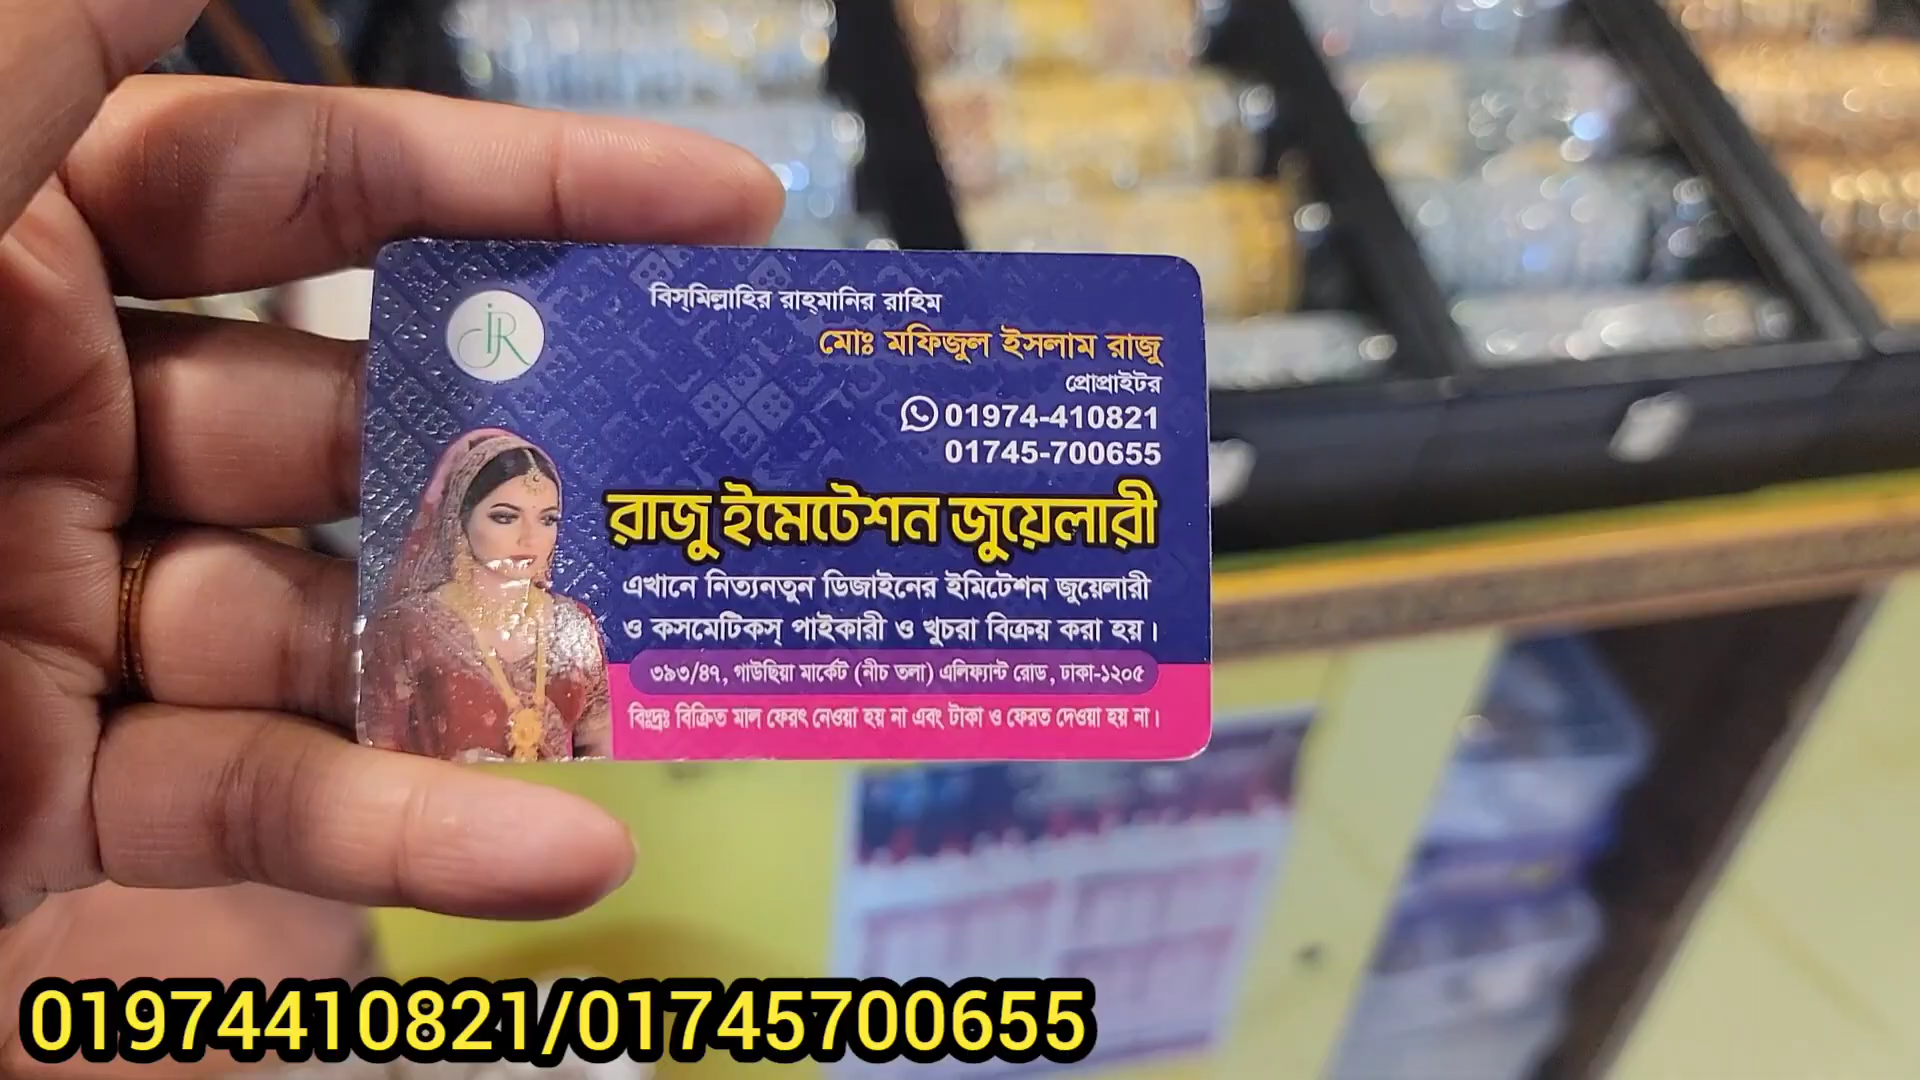 JR
বিস্‌মিল্লাহির রাহ্‌মানির রাহিম
মোঃ মফিজুল ইসলাম রাজু
প্রোপ্রাইটর
01974-410821
01745-700655
রাজু ইমেটেশন জুয়েলারী
এখানে নিত্যনতুন ডিজাইনের ইমিটেশন জুয়েলারী
ও কসমেটিকস্ পাইকারী ও খুচরা বিক্রয় করা হয়।
৩৯৩/৪৭, গাউছিয়া মার্কেট (নীচ তলা) এলিফ্যান্ট রোড, ঢাকা-১২০৫
বিঃদ্রঃ বিক্রিত মাল ফেরৎ নেওয়া হয় না এবং টাকা ও ফেরত দেওয়া হয় না।
01974410821/01745700655